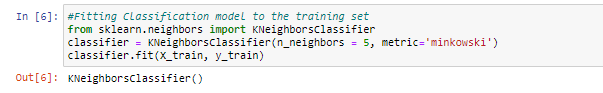 In [6]: #Fitting Classification model to the training set
from sklearn.neighbors import KNeighborsClassifier
classifier = KNeighborsClassifier(n_neighbors = 5, metric='minkowski')
classifier.fit(X_train, y_train)
Out[6]: KNeighborsClassifier()